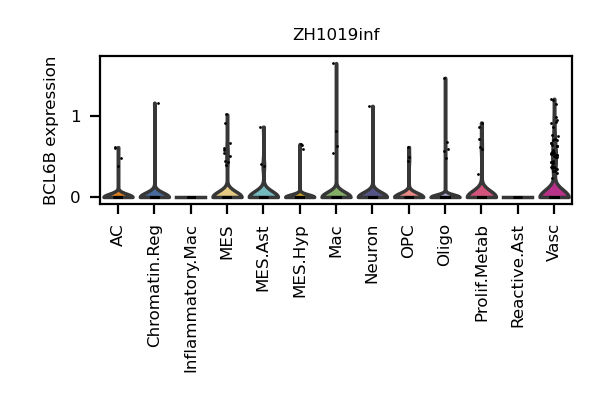 ZH1019inf
BCL6B expression
1
0
AC
Chromatin.Reg
Inflammatory.Mac
MES
MES.Ast
MES.Hyp
Mac
Neuron
OPC
Oligo
Prolif.Metab
Reactive.Ast
Vasc